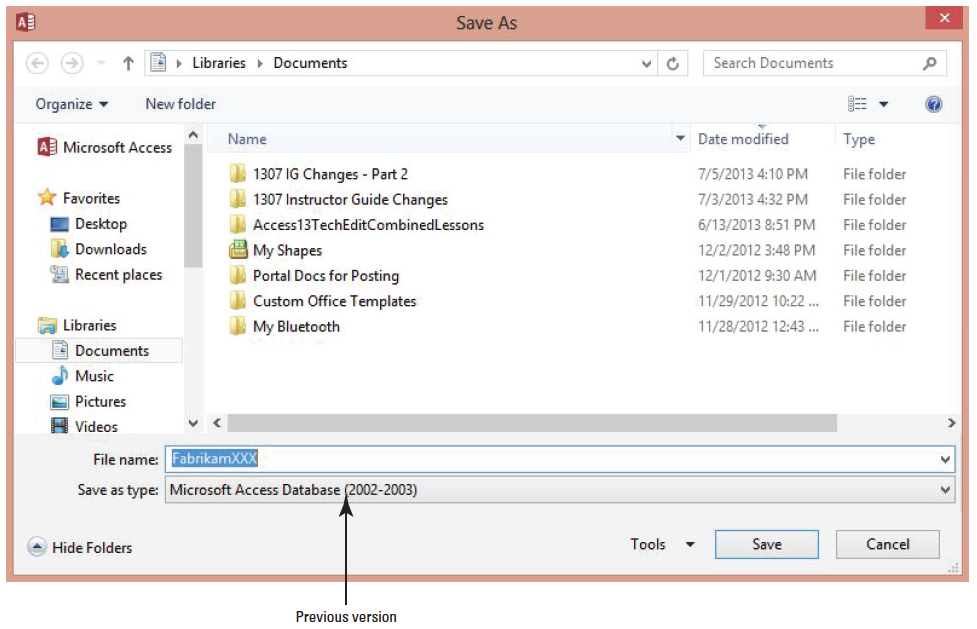 Save As
Libraries Documents
Search Documents
Organize New folder
Name Date modified Type
Microsoft Access
Favorites
Desktop
Downloads
Recent places
Libraries
Documents
Music
Pictures
Videos
1307 IG Changes - Part 2 7/5/2013 4:10 PM File folder
1307 Instructor Guide Changes 7/3/2013 4:32 PM File folder
Access13TechEditCombinedLessons 6/13/2013 8:51 PM File folder
My Shapes 12/2/2012 3:48 PM File folder
Portal Docs for Posting 12/1/2012 9:30 AM File folder
Custom Office Templates 11/29/2012 10:22 ... File folder
My Bluetooth 11/28/2012 12:43 ... File folder
File name: FabrikamXXX
Save as type: Microsoft Access Database (2002-2003)
Hide Folders Tools Save Cancel
Previous version